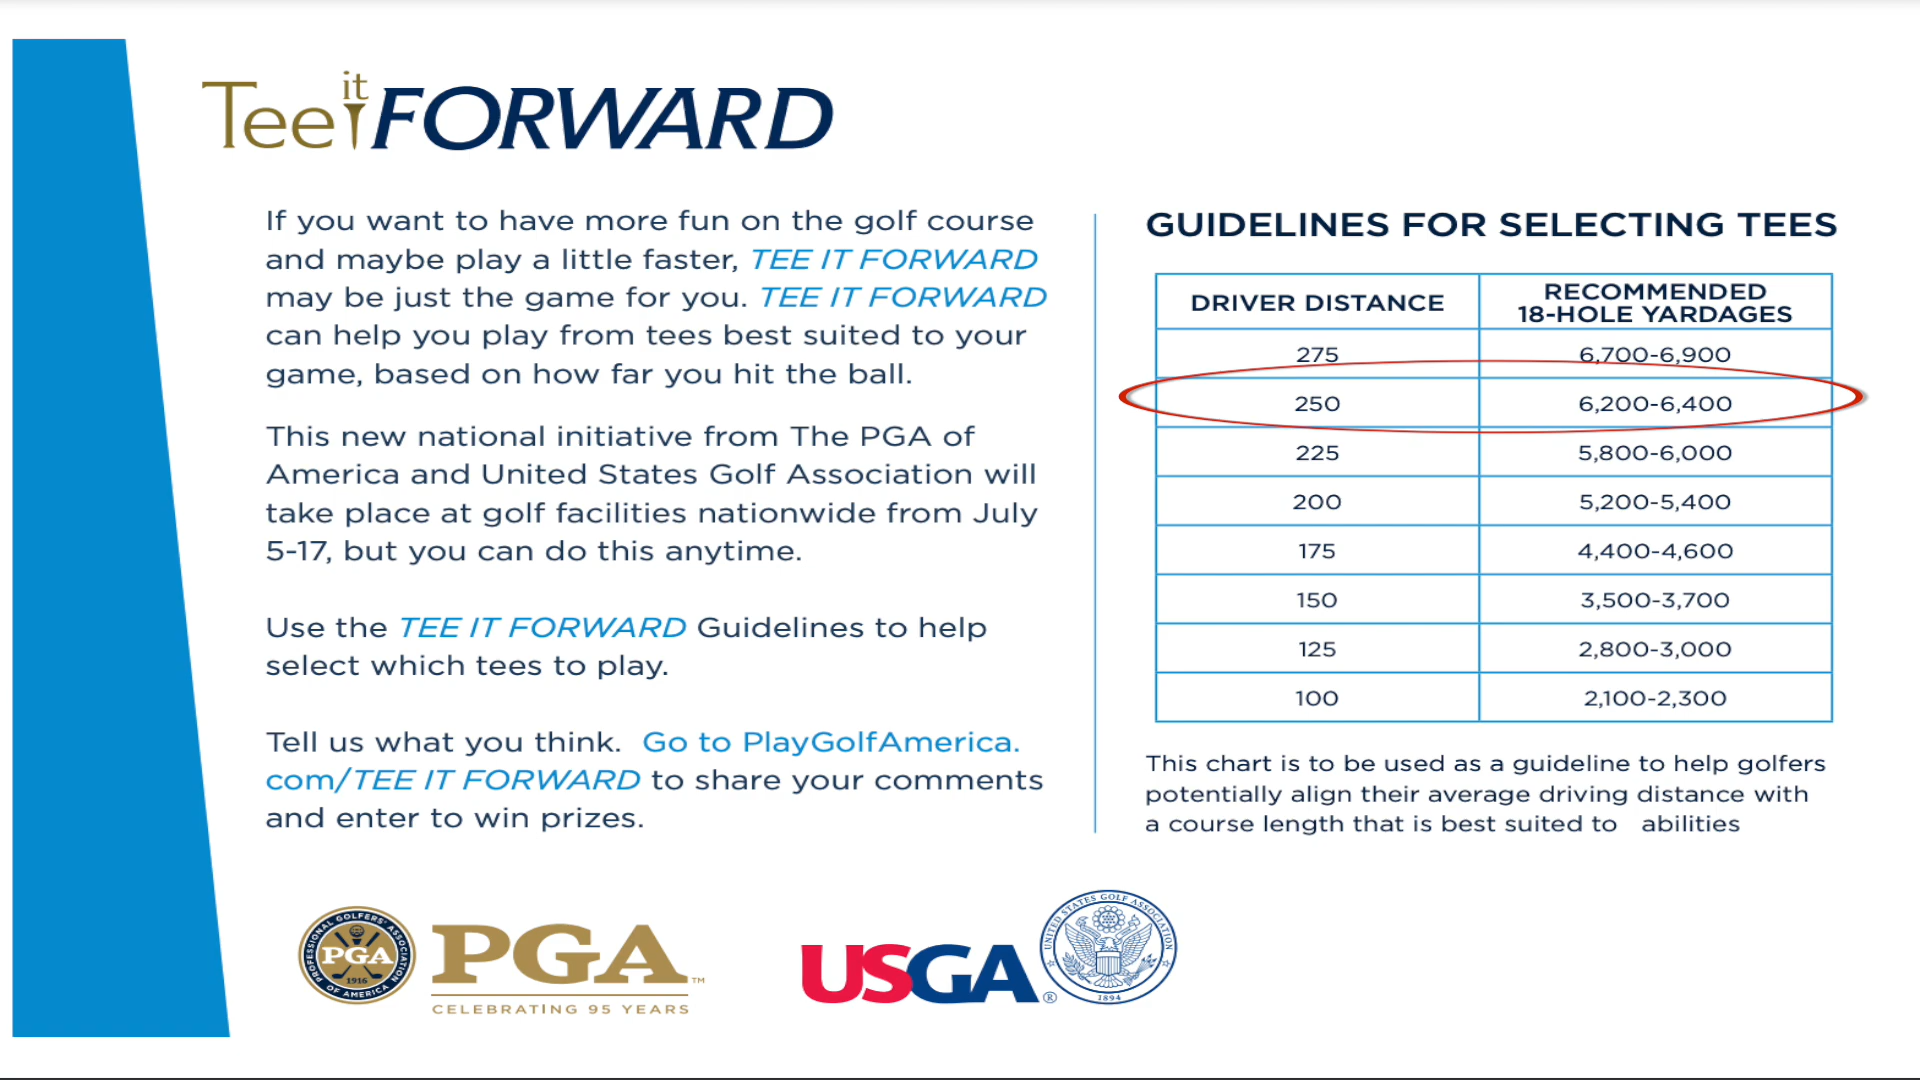 Tee it FORWARD
If you want to have more fun on the golf course
and maybe play a little faster, TEE IT FORWARD
may be just the game for you. TEE IT FORWARD
can help you play from tees best suited to your
game, based on how far you hit the ball.
This new national initiative from The PGA of
America and United States Golf Association will
take place at golf facilities nationwide from July
5-17, but you can do this anytime.
Use the TEE IT FORWARD Guidelines to help
select which tees to play.
Tell us what you think. Go to PlayGolfAmerica.
com/TEE IT FORWARD to share your comments
and enter to win prizes.
GUIDELINES FOR SELECTING TEES
DRIVER DISTANCE RECOMMENDED 18-HOLE YARDAGES
275 6,700-6,900
250 6,200-6,400
225 5,800-6,000
200 5,200-5,400
175 4,400-4,600
150 3,500-3,700
125 2,800-3,000
100 2,100-2,300
This chart is to be used as a guideline to help golfers
potentially align their average driving distance with
a course length that is best suited to abilities
PROFESSIONAL GOLFERS' ASSOCIATION OF AMERICA
PGA
1916
PGA™
CELEBRATING 95 YEARS
USGA®
UNITED STATES GOLF ASSOCIATION
1894